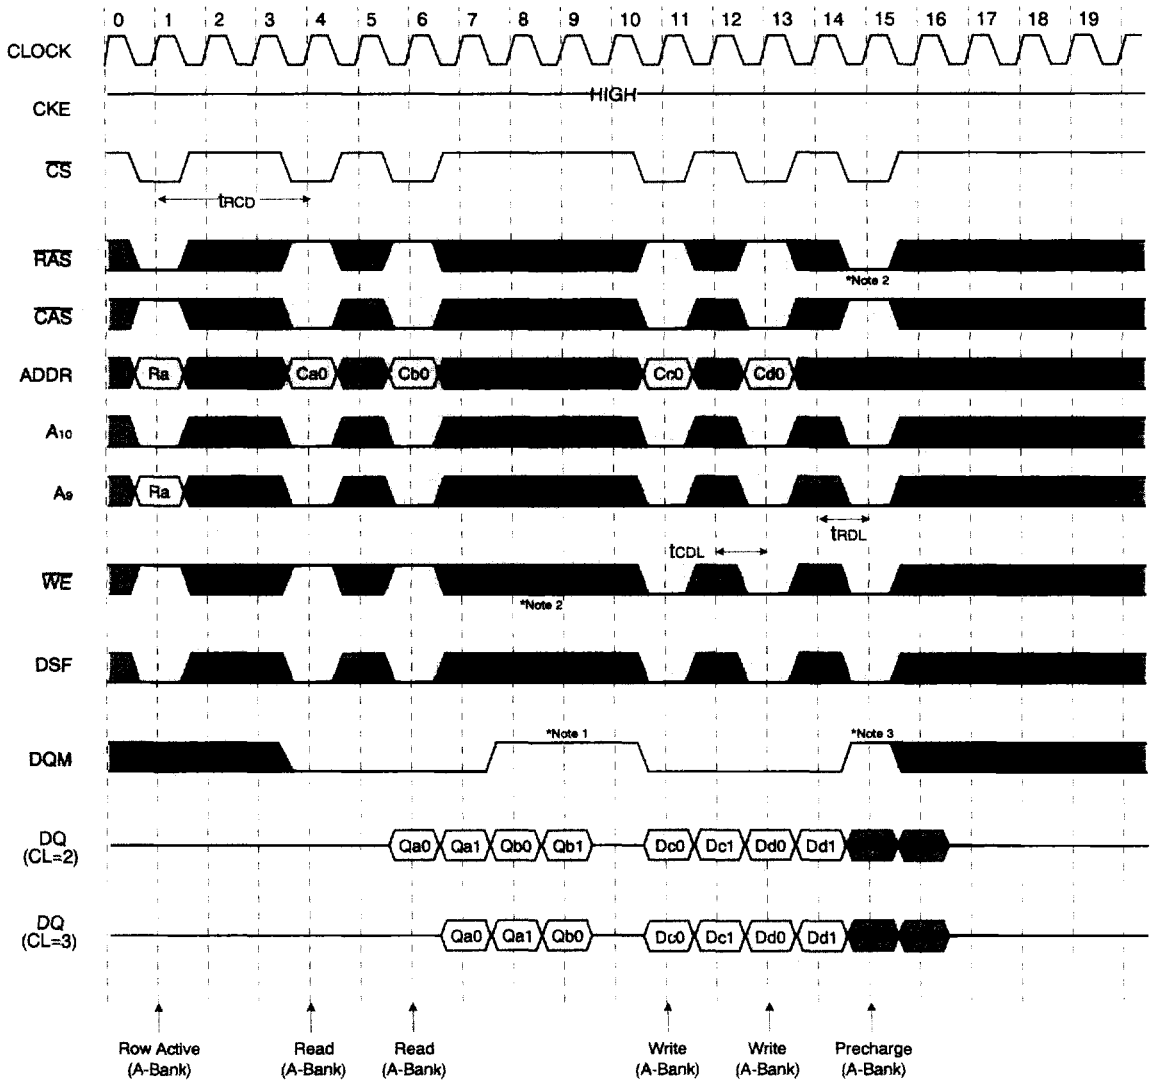 0 1 2 3 4 5 6 7 8 9 10 11 12 13 14 15 16 17 18 19
CLOCK
CKE HIGH
CS
tRCD
RAS
*Note 2
CAS
ADDR Ra Ca0 Cb0 Cc0 Cd0
A10
A9 Ra
tRDL
tCDL
WE
*Note 2
DSF
*Note 1 *Note 3
DQM
DQ
(CL=2) Qa0 Qa1 Qb0 Qb1 Dc0 Dc1 Dd0 Dd1
DQ
(CL=3) Qa0 Qa1 Qb0 Dc0 Dc1 Dd0 Dd1
Row Active Read Read Write Write Precharge
(A-Bank) (A-Bank) (A-Bank) (A-Bank) (A-Bank) (A-Bank)